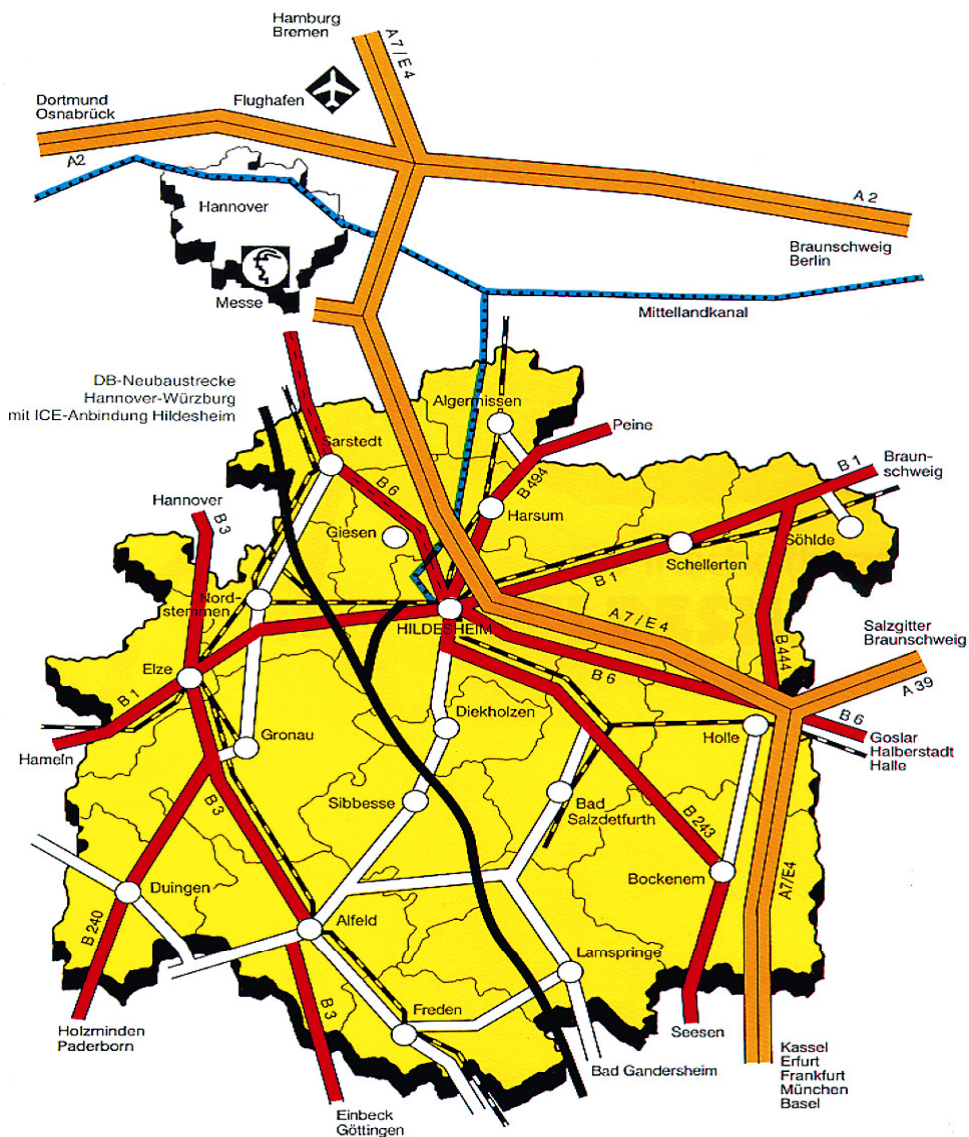 Hamburg
Bremen
A7/E4
Flughafen
Dortmund
Osnabrück
A2
Hannover
A 2
Braunschweig
Berlin
Messe
Mittellandkanal
DB-Neubaustrecke
Hannover-Würzburg
mit ICE-Anbindung Hildesheim
Algermissen
Peine
Sarstedt
B 494
B 1
Braun-
schweig
B 6
Hannover
B 3
Harsum
Giesen
Söhlde
Schellerten
B 1
Nord-
stemmen
HILDESHEIM
A7/E4
Salzgitter
Braunschweig
B 444
Elze
B 6
A 39
B 1
Diekholzen
B 6
Holle
Goslar
Halberstadt
Halle
Hameln
Gronau
B 3
Sibbesse
Bad
Salzdetfurth
B 243
Bockenem
A7/E4
Duingen
B 240
Alfeld
Lamspringe
B 3
Freden
Holzminden
Paderborn
Seesen
Bad Gandersheim
Kassel
Erfurt
Frankfurt
München
Basel
Einbeck
Göttingen